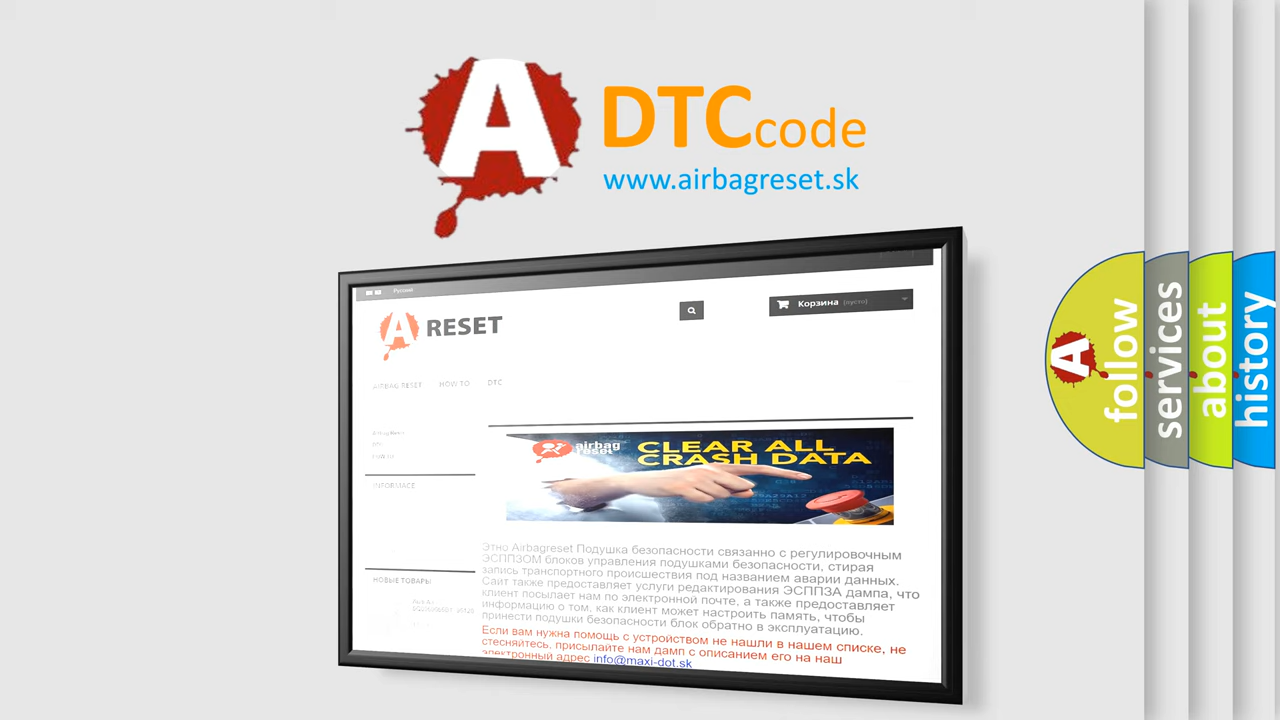 A DTCcode
www.airbagreset.sk
Русский
Корзина (пусто)
A RESET
AIRBAG RESET HOW TO DTC
airbag reset
CLEAR ALL
CRASH DATA
INFORMACE
Этно Airbagreset Подушка безопасности связанно с регулировочным
ЭСППЗОМ блоков управления подушками безопасности, стирая
запись транспортного происшествия под названием аварии данных.
Сайт также предоставляет услуги редактирования ЭСППЗА дампа, что
клиент посылает нам по электронной почте, а также предоставляет
информацию о том, как клиент может настроить память, чтобы
принести подушки безопасности блок обратно в эксплуатацию.
НОВЫЕ ТОВАРЫ
Если вам нужна помощь с устройством не нашли в нашем списке, не
стесняйтесь, присылайте нам дамп с описанием его на наш
электронный адрес info@maxi-dot.sk
A follow
services
about
history